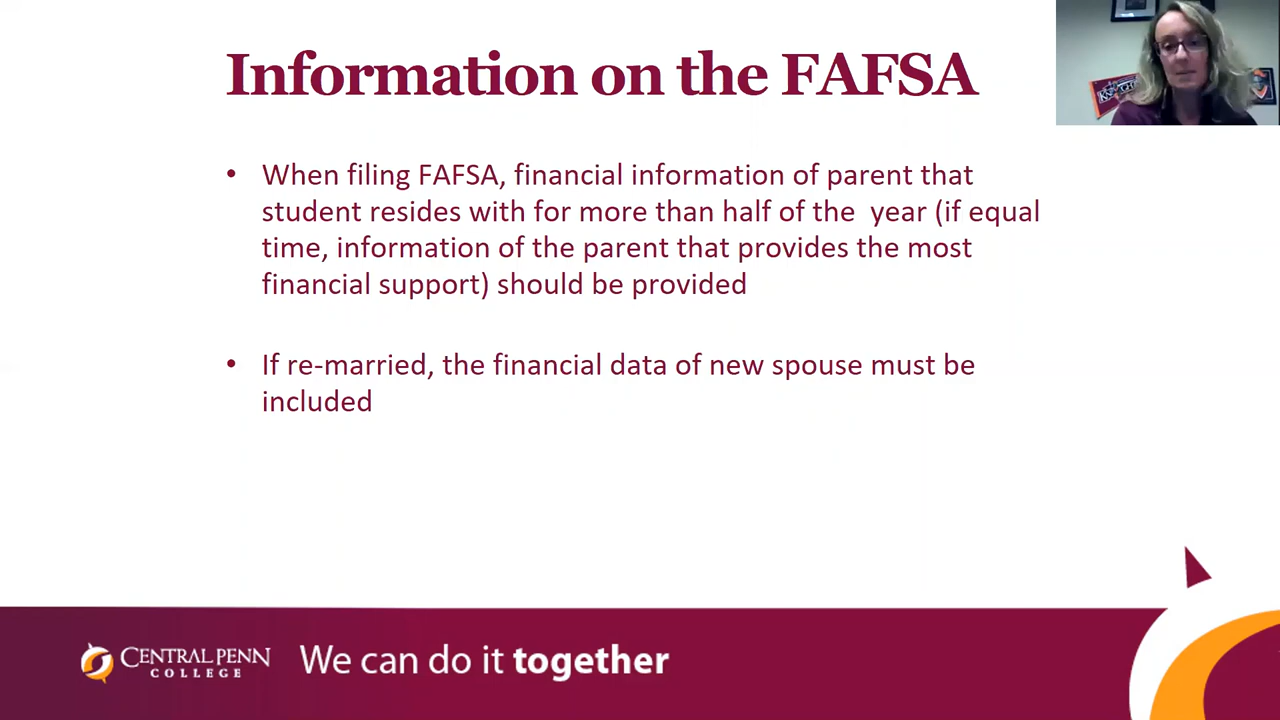 Information on the FAFSA
• When filing FAFSA, financial information of parent that
student resides with for more than half of the  year (if equal
time, information of the parent that provides the most
financial support) should be provided
• If re-married, the financial data of new spouse must be
included
CENTRAL PENN
COLLEGE
We can do it together